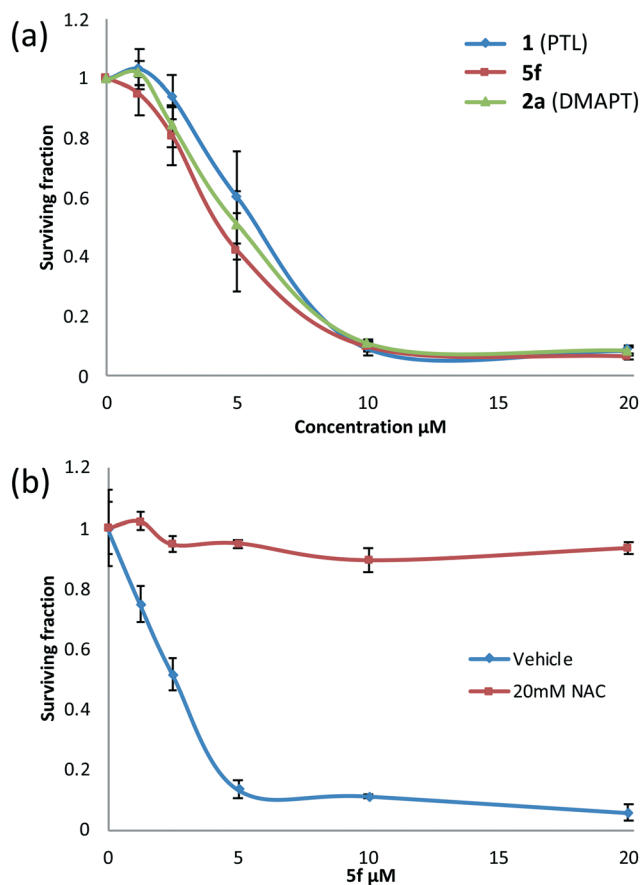 (a)
1.2
1
0.8
0.6
0.4
0.2
0
Surviving fraction
1 (PTL)
5f
2a (DMAPT)
0 5 10 15 20
Concentration µM
(b)
1.2
1
0.8
0.6
0.4
0.2
0
Surviving fraction
Vehicle
20mM NAC
0 5 10 15 20
5f µM